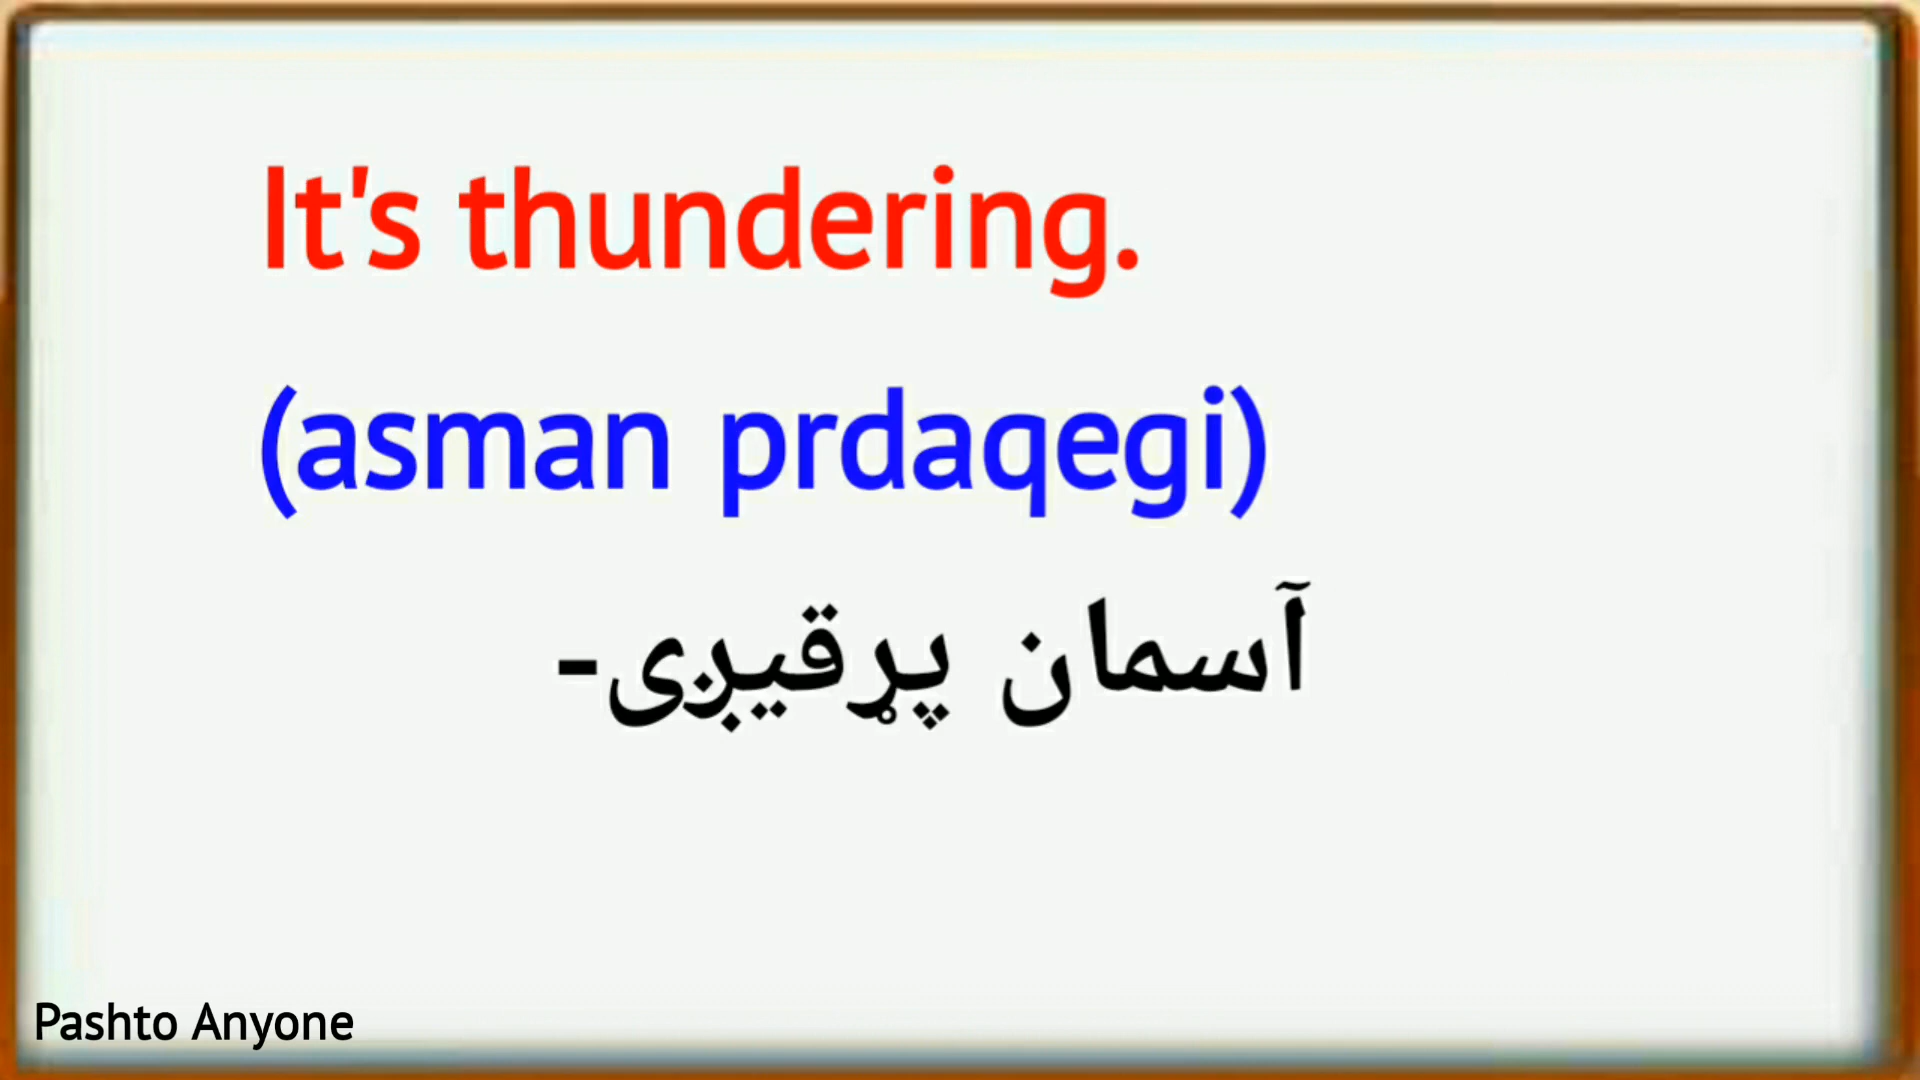 It's thundering.
(asman prdaqegi)
آسمان پړقیږی-
Pashto Anyone